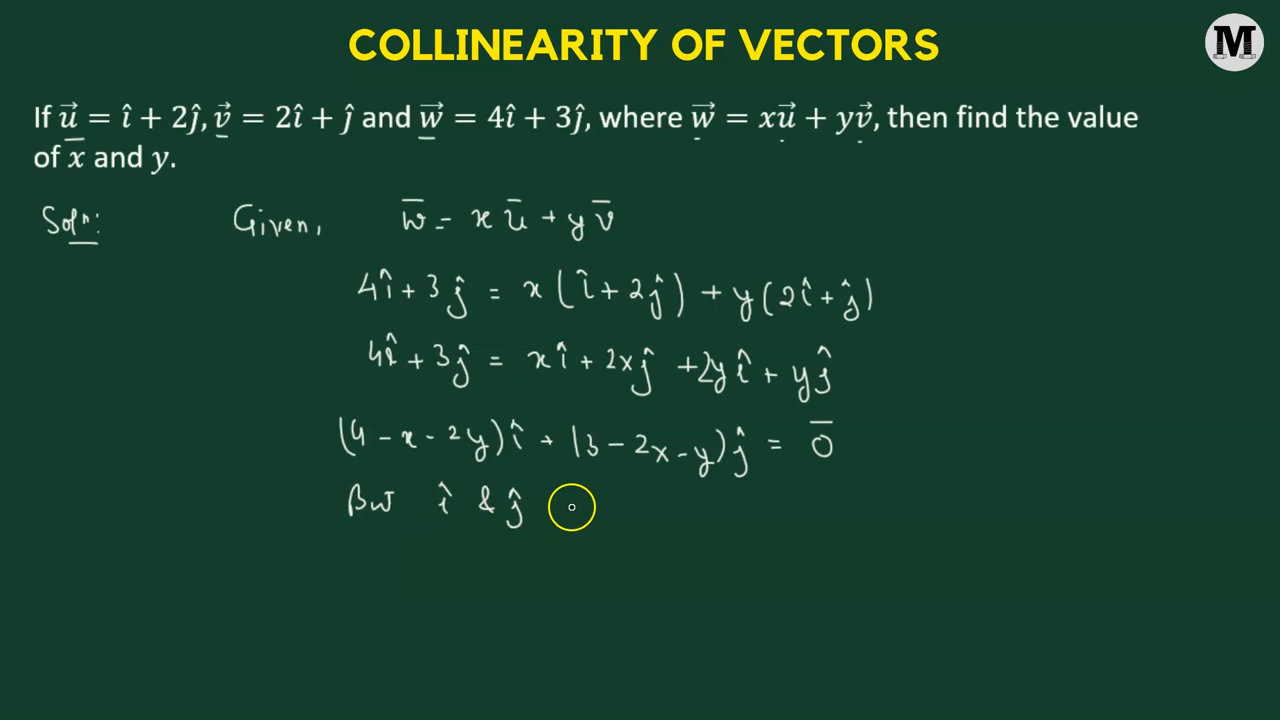 COLLINEARITY OF VECTORS
M
If u⃗ = î + 2ĵ, v⃗ = 2î + ĵ and w⃗ = 4î + 3ĵ, where w⃗ = xu⃗ + yv⃗, then find the value
of x and y.
Solⁿ: Given, w̅ = x u̅ + y v̅
4î + 3ĵ = x(î + 2ĵ) + y(2î + ĵ)
4î + 3ĵ = xî + 2xĵ + 2yî + yĵ
(4 - x - 2y)î + (3 - 2x - y)ĵ = 0̅
But î & ĵ